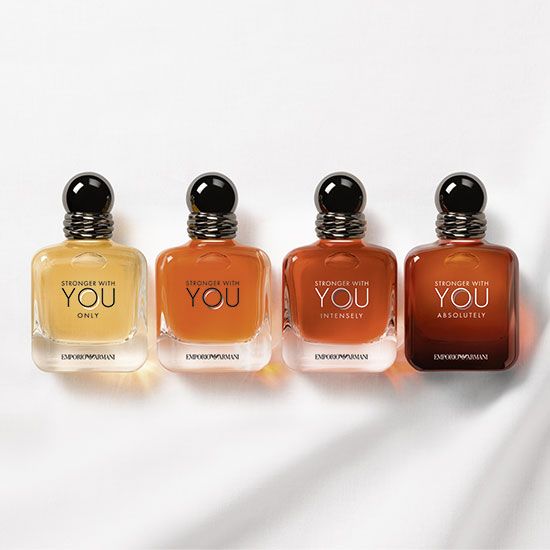 STRONGER WITH
YOU
ONLY
EMPORIO ARMANI
STRONGER WITH
YOU
EMPORIO ARMANI
STRONGER WITH
YOU
INTENSELY
EMPORIO ARMANI
STRONGER WITH
YOU
ABSOLUTELY
EMPORIO ARMANI